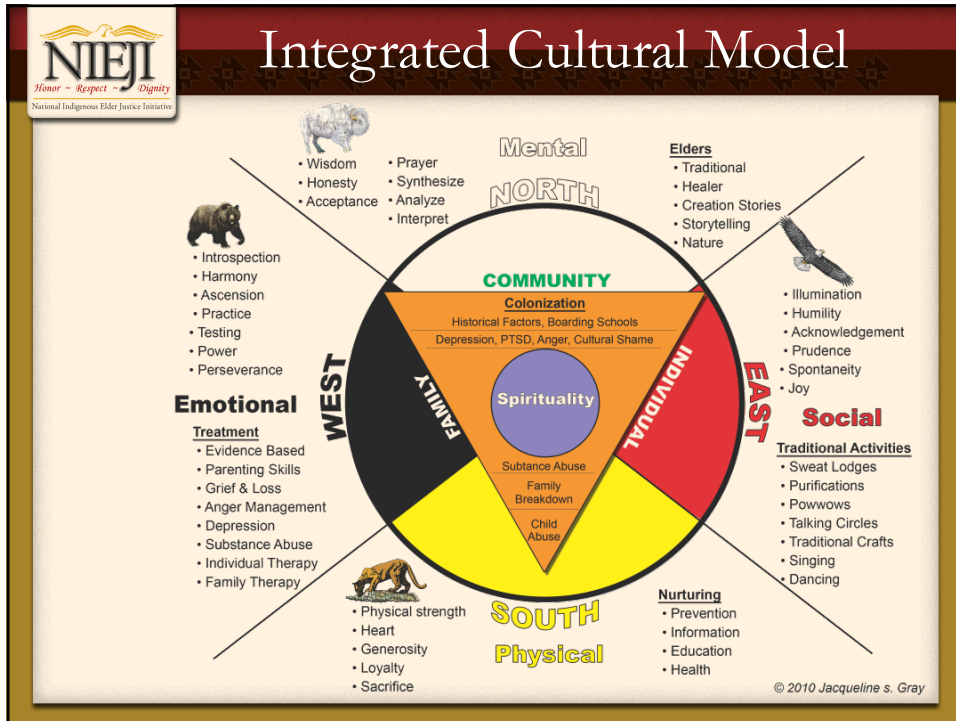 NIEJI
Honor ~ Respect ~ Dignity
National Indigenous Elder Justice Initiative
Integrated Cultural Model
• Wisdom
• Honesty
• Acceptance
• Prayer
• Synthesize
• Analyze
• Interpret
Mental
NORTH
Elders
• Traditional
• Healer
• Creation Stories
• Storytelling
• Nature
• Introspection
• Harmony
• Ascension
• Practice
• Testing
• Power
• Perseverance
WEST
Emotional
Treatment
• Evidence Based
• Parenting Skills
• Grief & Loss
• Anger Management
• Depression
• Substance Abuse
• Individual Therapy
• Family Therapy
COMMUNITY
Colonization
Historical Factors, Boarding Schools
Depression, PTSD, Anger, Cultural Shame
FAMILY
Spirituality
INDIVIDUAL
Subtance Abuse
Family
Breakdown
Child
Abuse
• Illumination
• Humility
• Acknowledgement
• Prudence
• Spontaneity
• Joy
EAST
Social
Traditional Activities
• Sweat Lodges
• Purifications
• Powwows
• Talking Circles
• Traditional Crafts
• Singing
• Dancing
• Physical strength
• Heart
• Generosity
• Loyalty
• Sacrifice
SOUTH
Physical
Nurturing
• Prevention
• Information
• Education
• Health
© 2010 Jacqueline s. Gray